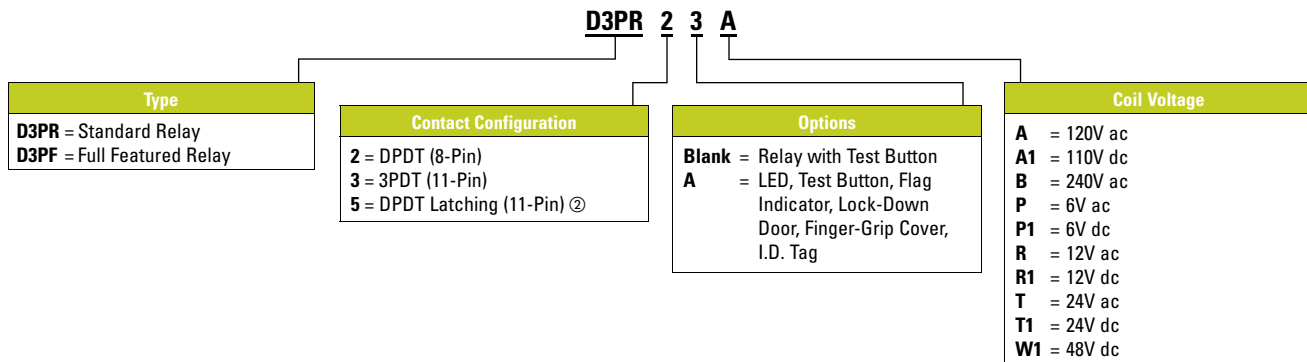 D3PR 2 3 A
Type
D3PR = Standard Relay
D3PF = Full Featured Relay
Contact Configuration
2 = DPDT (8-Pin)
3 = 3PDT (11-Pin)
5 = DPDT Latching (11-Pin) ②
Options
Blank = Relay with Test Button
A = LED, Test Button, Flag
Indicator, Lock-Down
Door, Finger-Grip Cover,
I.D. Tag
Coil Voltage
A = 120V ac
A1 = 110V dc
B = 240V ac
P = 6V ac
P1 = 6V dc
R = 12V ac
R1 = 12V dc
T = 24V ac
T1 = 24V dc
W1 = 48V dc